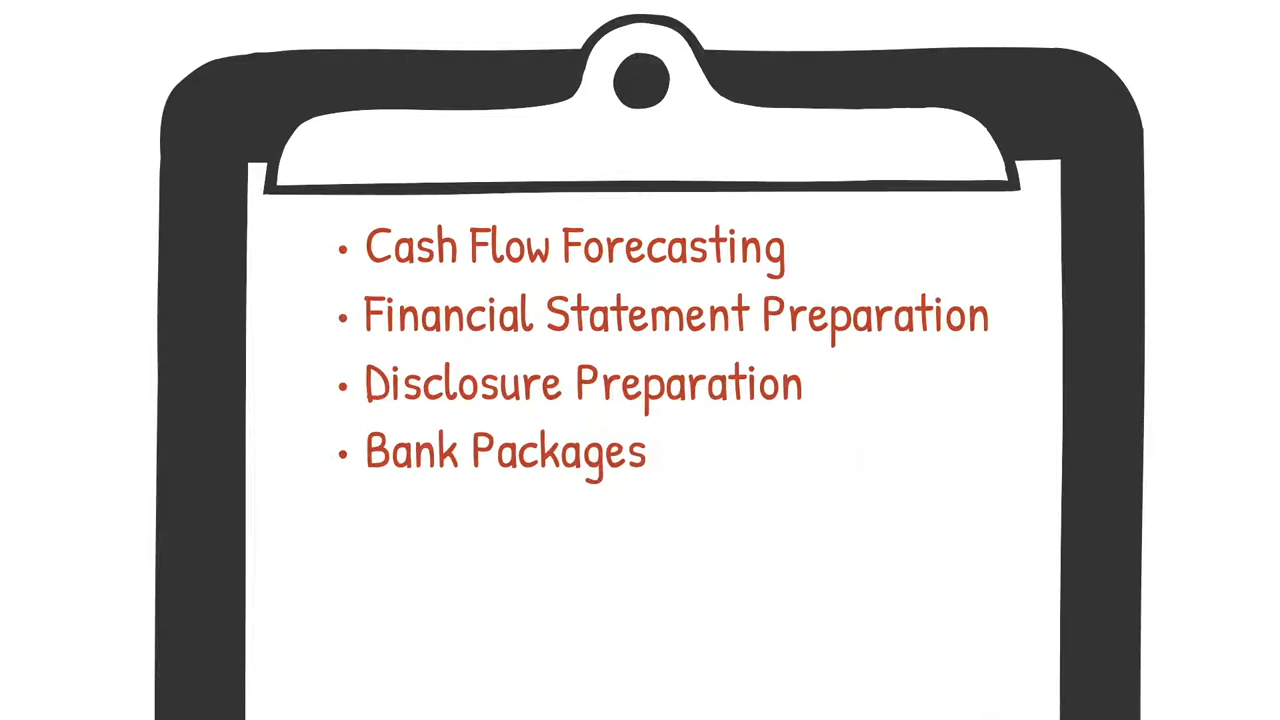 • Cash Flow Forecasting
• Financial Statement Preparation
• Disclosure Preparation
• Bank Packages